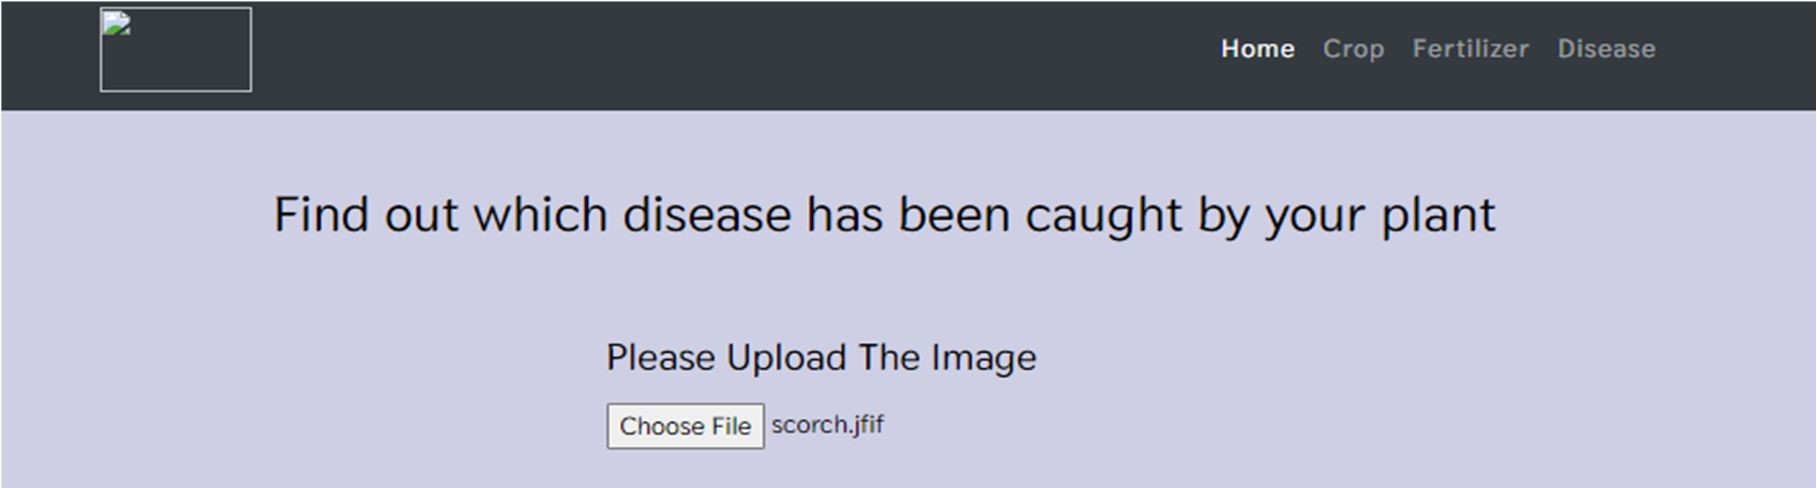 Home Crop Fertilizer Disease
Find out which disease has been caught by your plant
Please Upload The Image
Choose File scorch.jfif